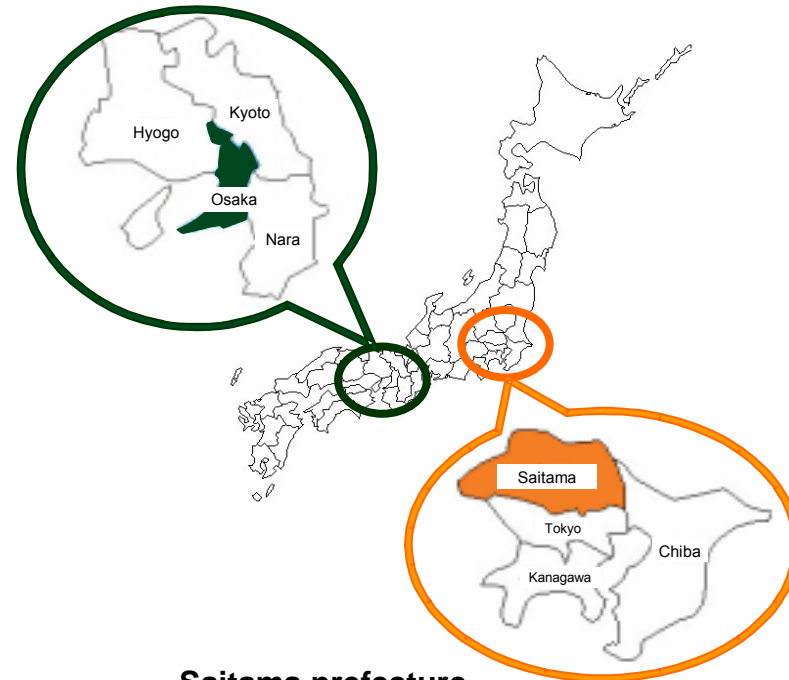 Kyoto
Hyogo
Osaka
Nara
Saitama
Tokyo
Chiba
Kanagawa
Saitama prefecture